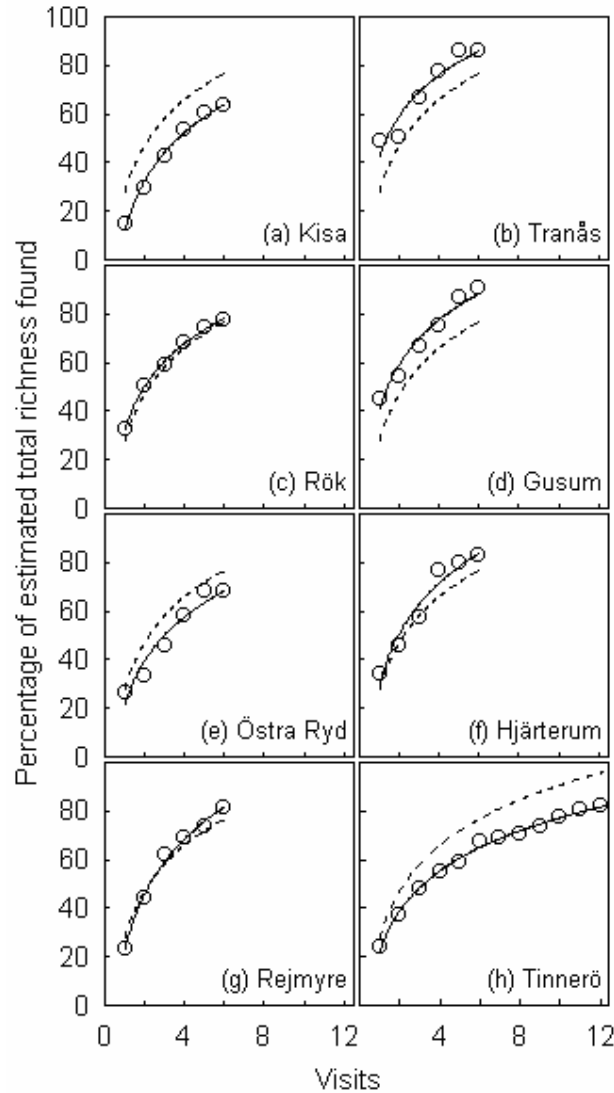 Percentage of estimated total richness found
100
80
60
40
20
0
(a) Kisa
(b) Tranås
80
60
40
20
0
(c) Rök
(d) Gusum
80
60
40
20
0
(e) Östra Ryd
(f) Hjärterum
80
60
40
20
0
(g) Rejmyre
(h) Tinnerö
0 4 8 12 4 8 12
Visits